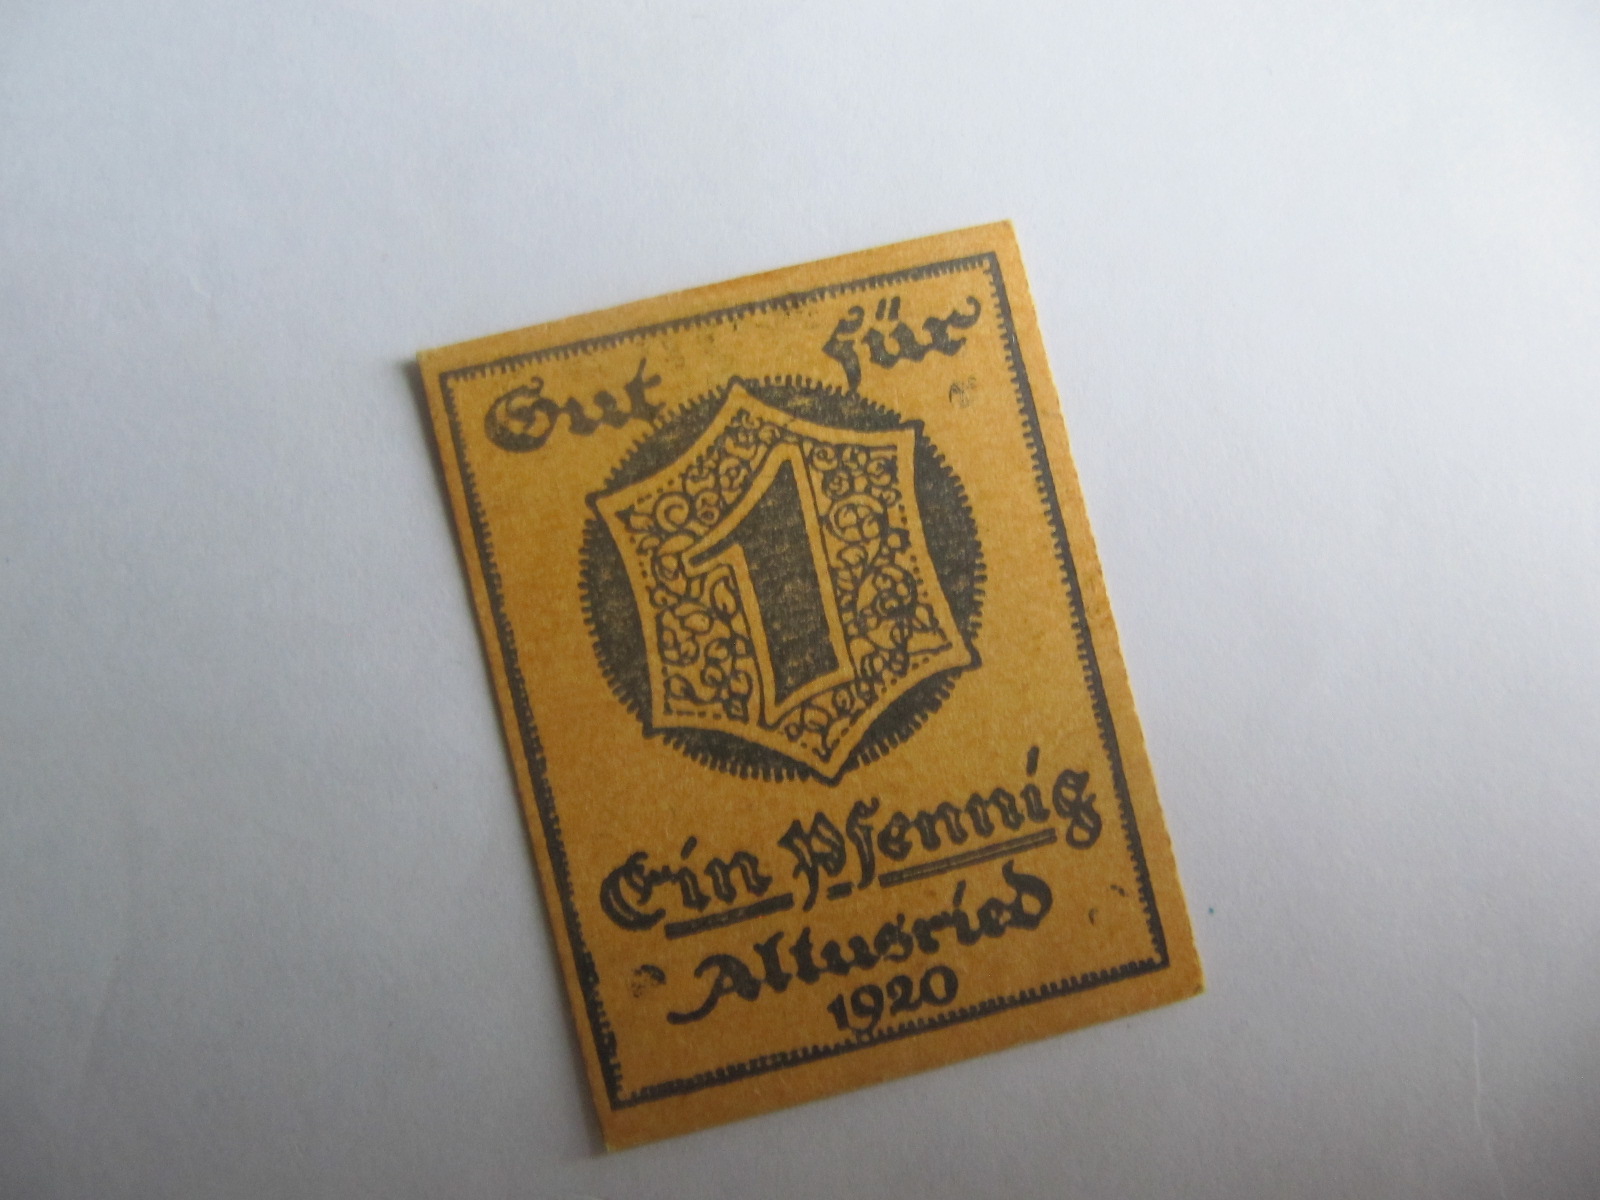 Gut für
1
Ein Pfennig
Altusried
1920